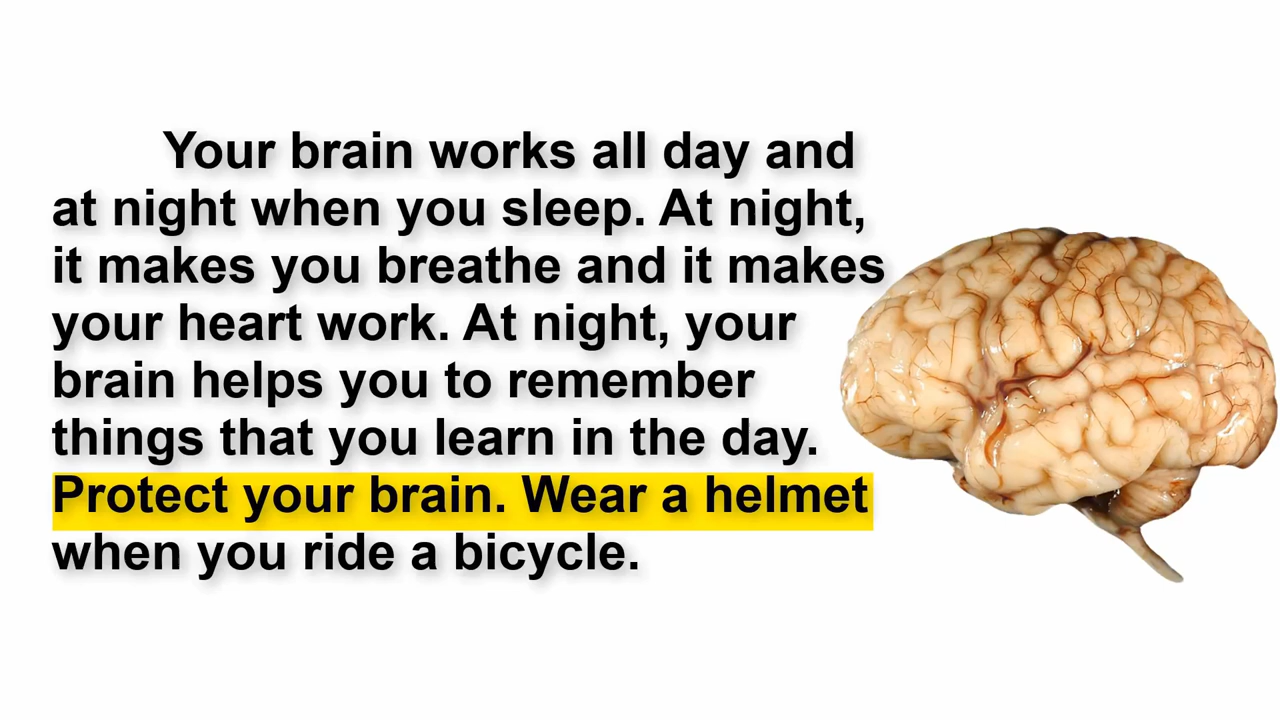 Your brain works all day and
at night when you sleep. At night,
it makes you breathe and it makes
your heart work. At night, your
brain helps you to remember
things that you learn in the day.
Protect your brain. Wear a helmet
when you ride a bicycle.